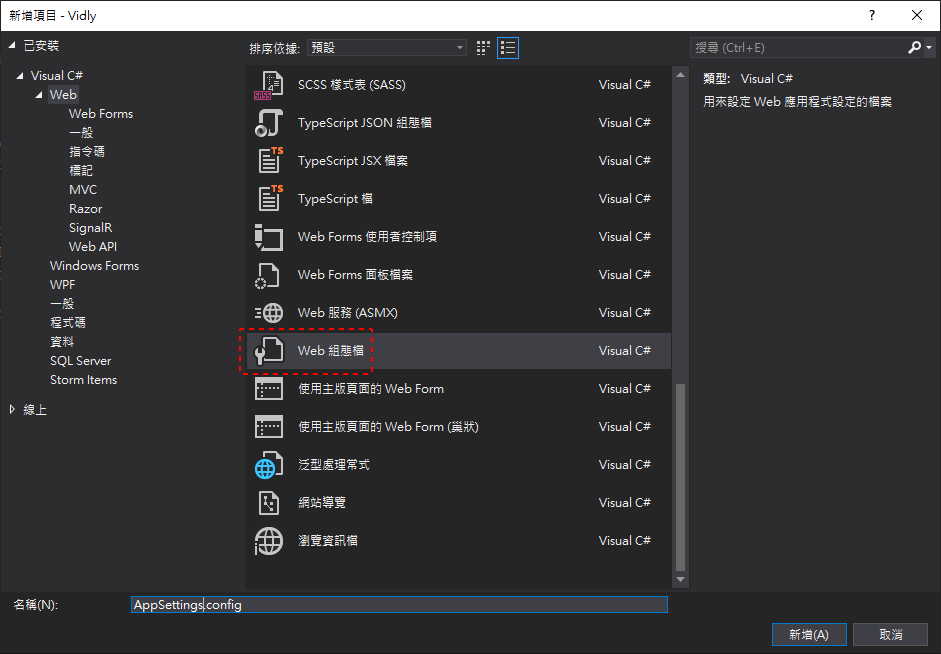 新增項目 - Vidly
?
已安裝
Visual C#
Web
Web Forms
一般
指令碼
標記
MVC
Razor
SignalR
Web API
Windows Forms
WPF
一般
程式碼
資料
SQL Server
Storm Items
線上
排序依據: 預設
SASS SCSS 樣式表 (SASS) Visual C#
TypeScript JSON 組態檔 Visual C#
TS TypeScript JSX 檔案 Visual C#
TS TypeScript 檔 Visual C#
Web Forms 使用者控制項 Visual C#
Web Forms 面板檔案 Visual C#
Web 服務 (ASMX) Visual C#
Web 組態檔 Visual C#
使用主版頁面的 Web Form Visual C#
使用主版頁面的 Web Form (巢狀) Visual C#
泛型處理常式 Visual C#
網站導覽 Visual C#
瀏覽資訊檔 Visual C#
搜尋 (Ctrl+E)
類型: Visual C#
用來設定 Web 應用程式設定的檔案
名稱(N): AppSettings.config
新增(A) 取消